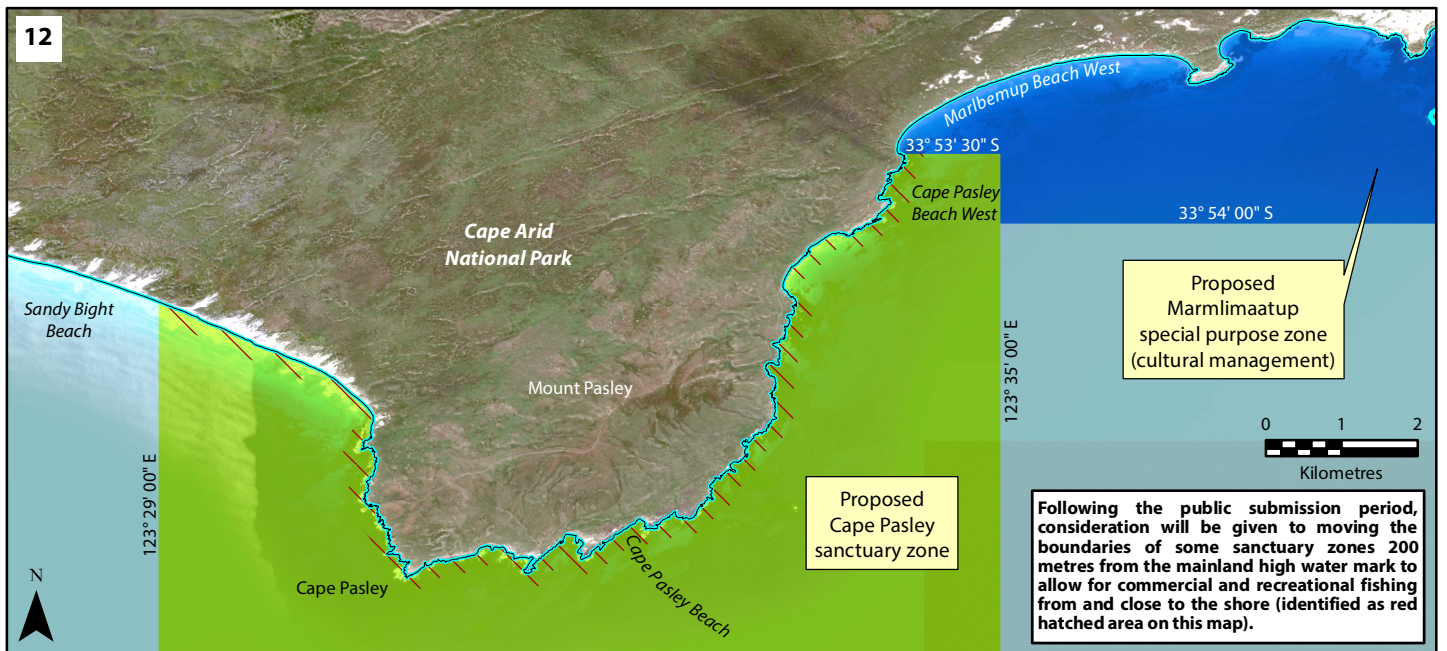 12
Marlbemup Beach West
33° 53' 30" S
Cape Pasley
Beach West
33° 54' 00" S
Cape Arid
National Park
Proposed
Marmlimaatup
special purpose zone
(cultural management)
Sandy Bight
Beach
Mount Pasley
123° 35' 00" E
0 1 2
Kilometres
123° 29' 00" E
Proposed
Cape Pasley
sanctuary zone
Cape Pasley
Cape Pasley Beach
N
Following the public submission period,
consideration will be given to moving the
boundaries of some sanctuary zones 200
metres from the mainland high water mark to
allow for commercial and recreational fishing
from and close to the shore (identified as red
hatched area on this map).